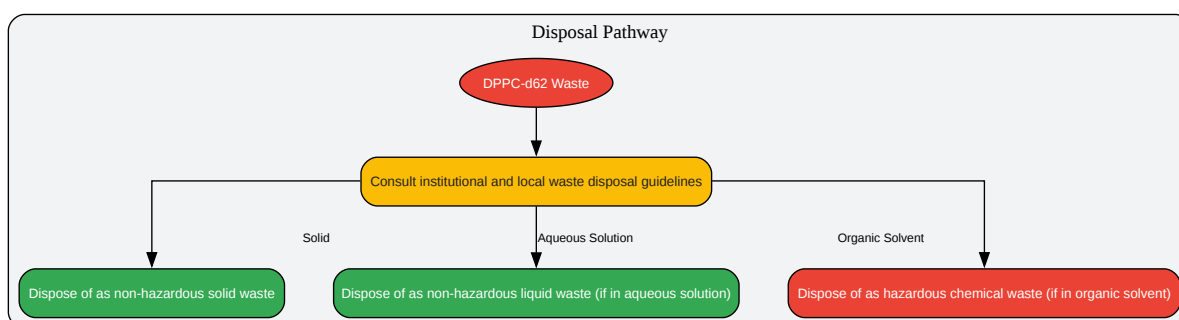 Disposal Pathway
DPPC-d62 Waste
Consult institutional and local waste disposal guidelines
Solid
Aqueous Solution
Organic Solvent
Dispose of as non-hazardous solid waste
Dispose of as non-hazardous liquid waste (if in aqueous solution)
Dispose of as hazardous chemical waste (if in organic solvent)